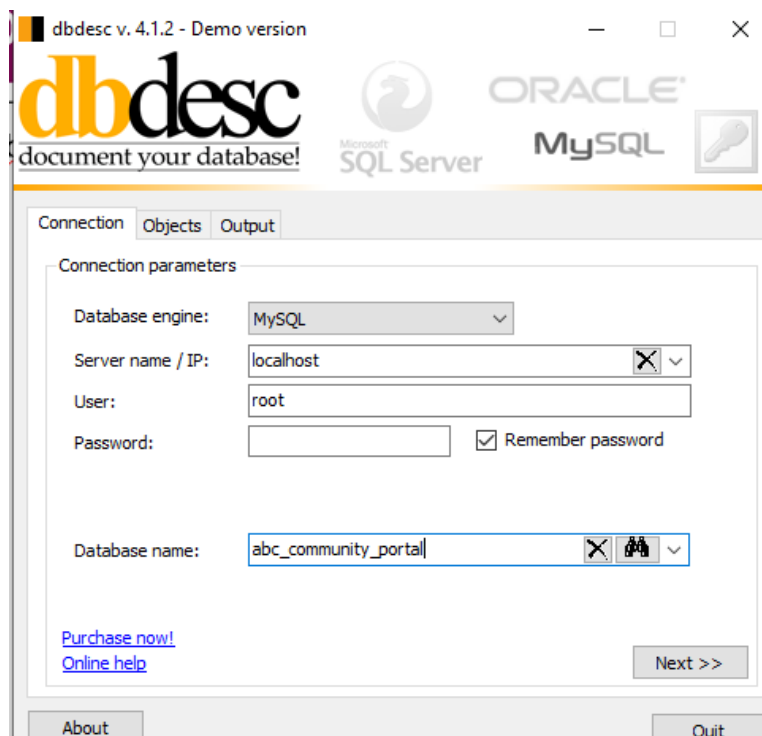 dbdesc v. 4.1.2 - Demo version
dbdesc
document your database!
Microsoft
SQL Server
ORACLE
MySQL
Connection Objects Output
Connection parameters
Database engine: MySQL
Server name / IP: localhost
User: root
Password: Remember password
Database name: abc_community_portal
Purchase now!
Online help
Next >>
About Quit